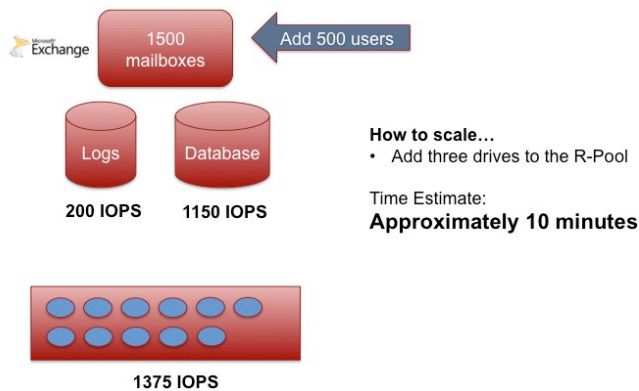 Microsoft
Exchange
1500
mailboxes
Add 500 users
Logs
Database
200 IOPS
1150 IOPS
How to scale…
• Add three drives to the R-Pool
Time Estimate:
Approximately 10 minutes
1375 IOPS